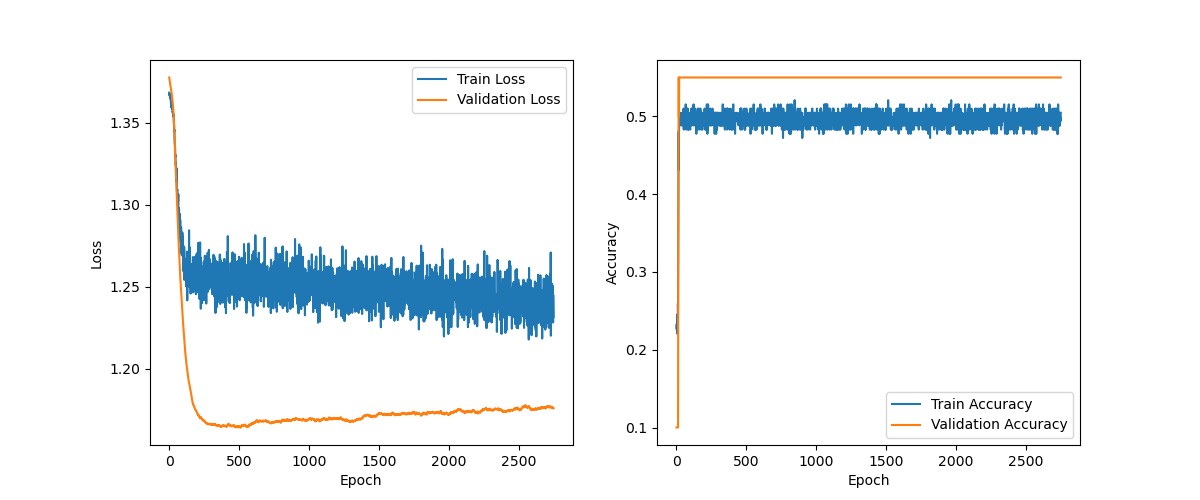 Train Loss
Validation Loss
1.35
1.30
1.25
1.20
Loss
0 500 1000 1500 2000 2500
Epoch
0.5
0.4
0.3
0.2
0.1
Accuracy
Train Accuracy
Validation Accuracy
0 500 1000 1500 2000 2500
Epoch